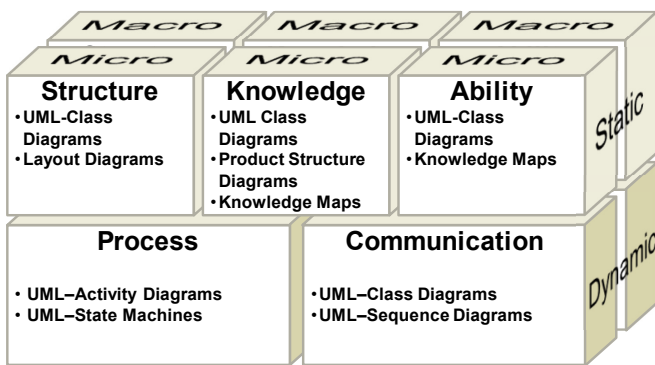 Macro Macro Macro
Micro Micro Micro
Structure
•UML-Class
Diagrams
•Layout Diagrams
Knowledge
•UML Class
Diagrams
•Product Structure
Diagrams
•Knowledge Maps
Ability
•UML-Class
Diagrams
•Knowledge Maps
Static
Process
• UML–Activity Diagrams
• UML–State Machines
Communication
•UML–Class Diagrams
•UML–Sequence Diagrams
Dynamic